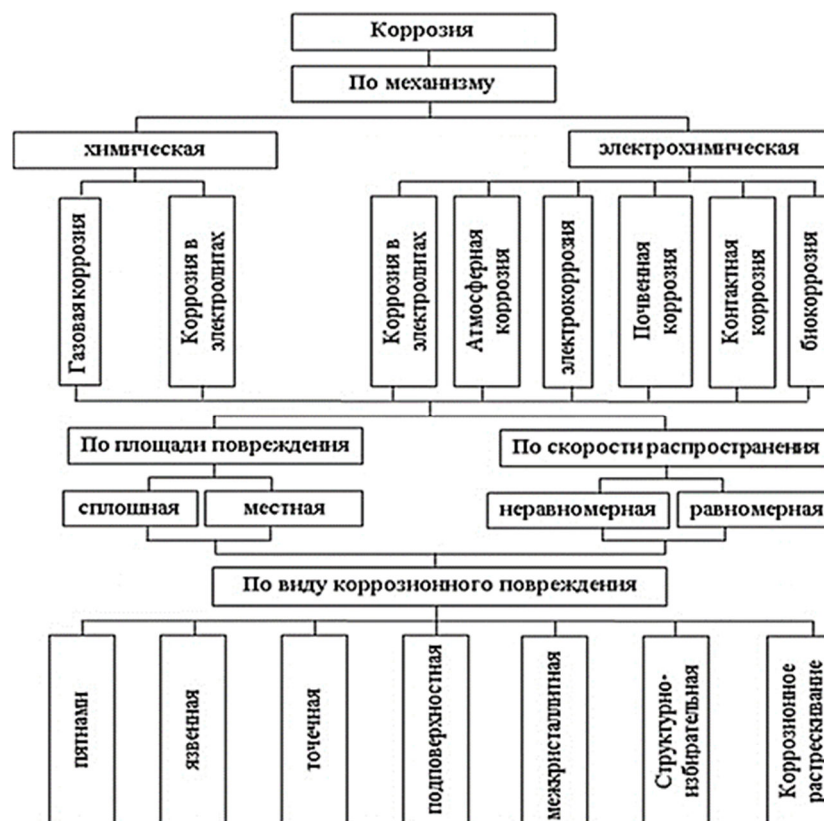 Коррозия
По механизму
химическая
электрохимическая
Газовая коррозия
Коррозия в
электролитах
Коррозия в
электролитах
Атмосферная
коррозия
электрокоррозия
Почвенная
коррозия
Контактная
коррозия
биокоррозия
По площади повреждения
По скорости распространения
сплошная
местная
неравномерная
равномерная
По виду коррозионного повреждения
пятнами
язвенная
точечная
подповерхностная
межкристаллитная
Структурно-
избирательная
Коррозионное
растрескивание